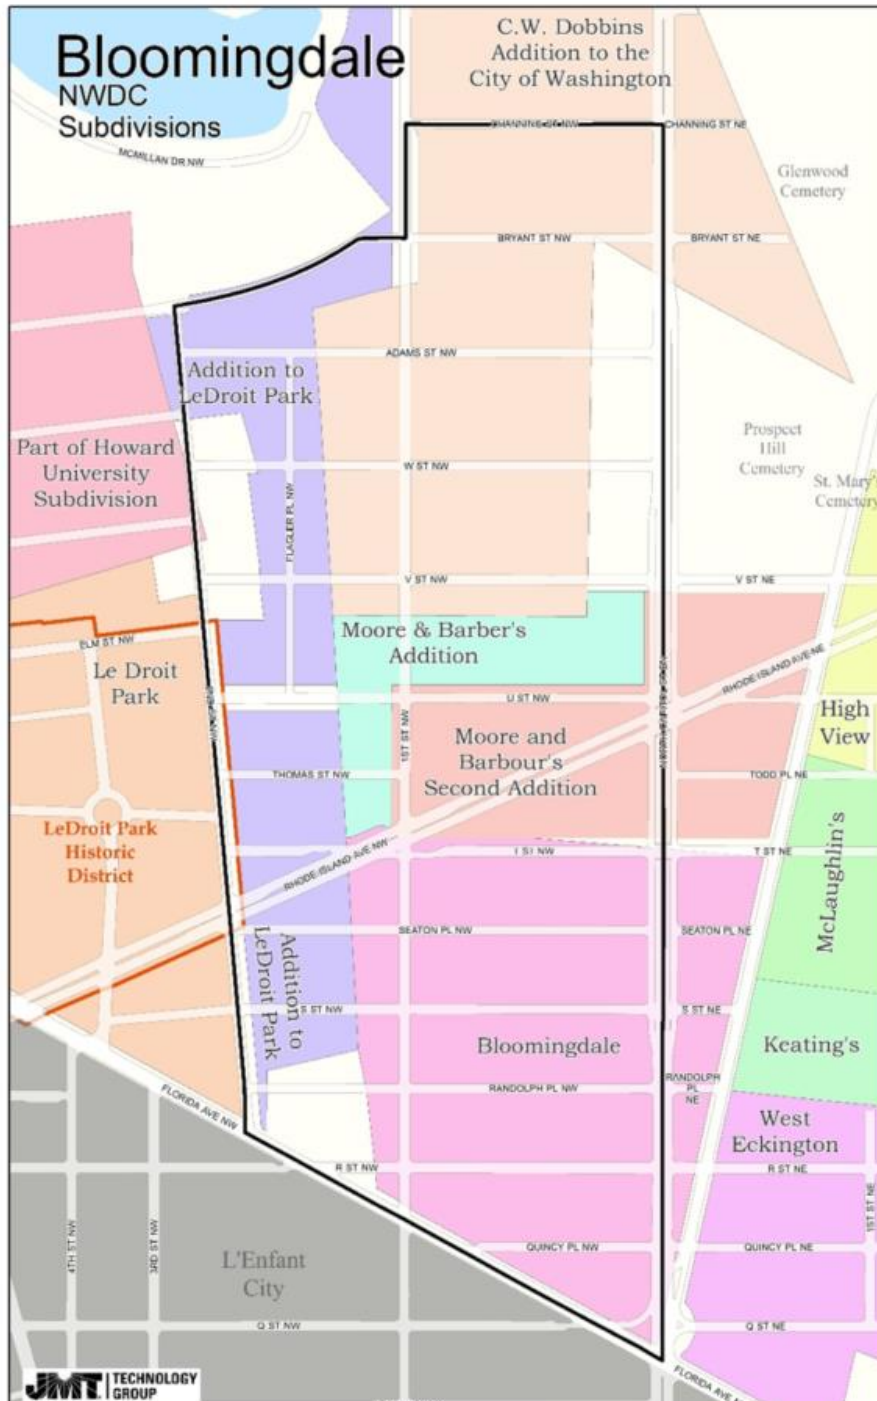 Bloomingdale
NWDC
Subdivisions
C.W. Dobbins
Addition to the
City of Washington
MCMILLAN DR NW
CHANNING ST NW
CHANNING ST NE
Glenwood
Cemetery
BRYANT ST NW
BRYANT ST NE
ADAMS ST NW
Addition to
LeDroit Park
Part of Howard
University
Subdivision
W ST NW
Prospect
Hill
Cemetery
St. Mary's
Cemetery
FLAGLER PL NW
V ST NW
V ST NE
Moore & Barber's
Addition
ELM ST NW
Le Droit
Park
RHODE ISLAND AVE NE
U ST NW
1ST ST NW
High
View
Moore and
Barbour's
Second Addition
THOMAS ST NW
TODD PL NE
LeDroit Park
Historic
District
RHODE ISLAND AVE NW
T ST NE
McLaughlin's
SEATON PL NW
SEATON PL NE
Addition to
LeDroit Park
S ST NW
S ST NE
Bloomingdale
Keating's
RANDOLPH PL NW
RANDOLPH
PL
NE
FLORIDA AVE NW
West
Eckington
R ST NW
R ST NE
1ST ST NE
4TH ST NW
3RD ST NW
L'Enfant
City
QUINCY PL NW
QUINCY PL NE
Q ST NW
Q ST NE
FLORIDA AVE N
JMT TECHNOLOGY
GROUP